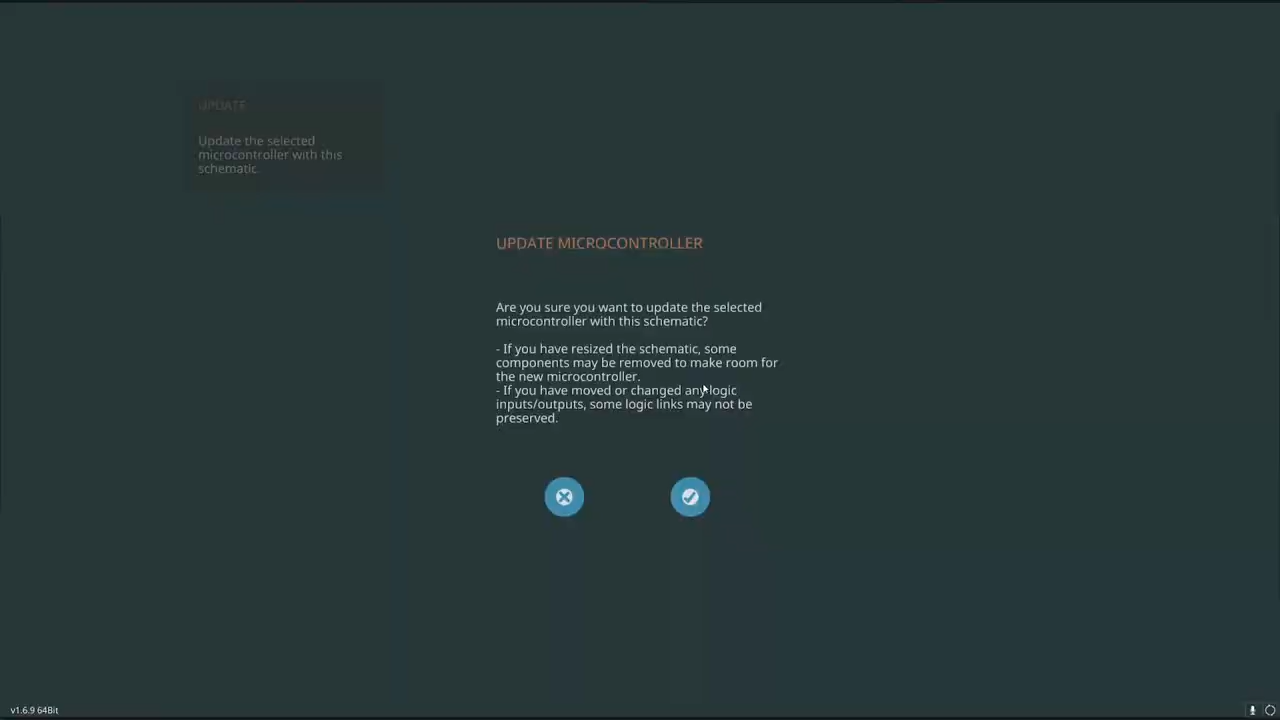 UPDATE
Update the selected
microcontroller with this
schematic.
UPDATE MICROCONTROLLER
Are you sure you want to update the selected
microcontroller with this schematic?
- If you have resized the schematic, some
components may be removed to make room for
the new microcontroller.
- If you have moved or changed any logic
inputs/outputs, some logic links may not be
preserved.
v1.6.9 64Bit